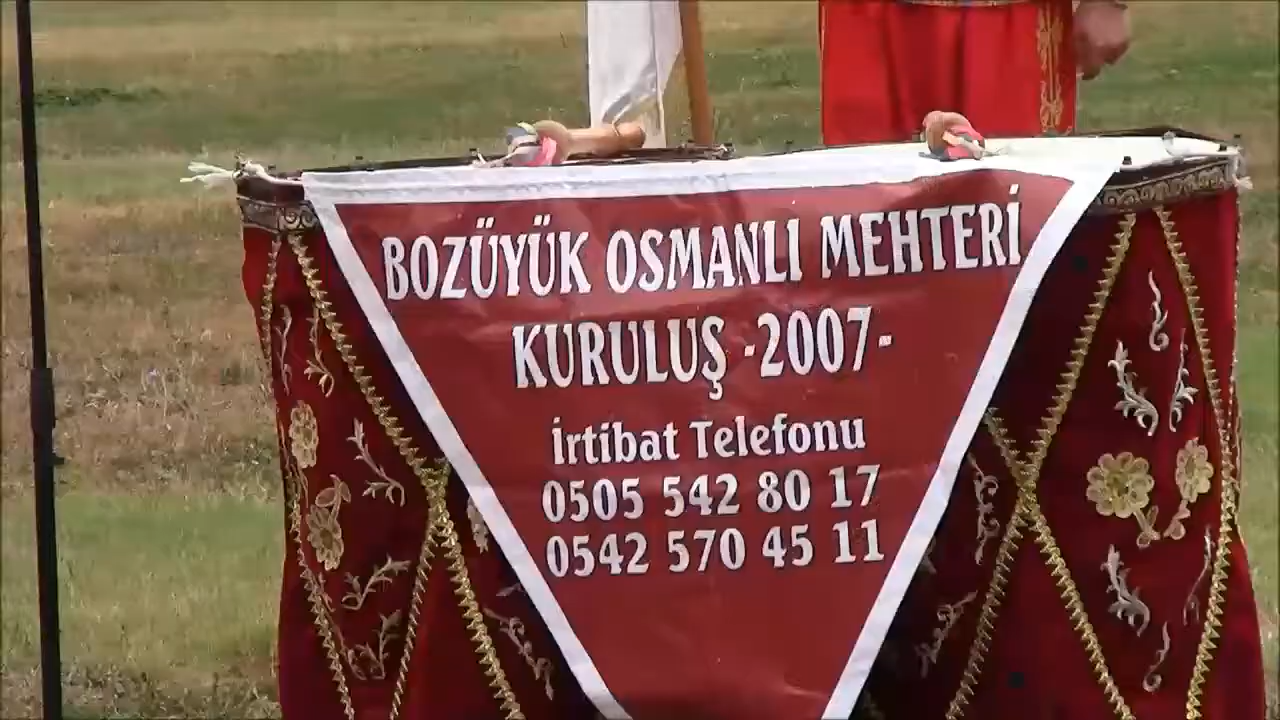 BOZÜYÜK OSMANLI MEHTERİ
KURULUŞ -2007-
İrtibat Telefonu
0505 542 80 17
0542 570 45 11